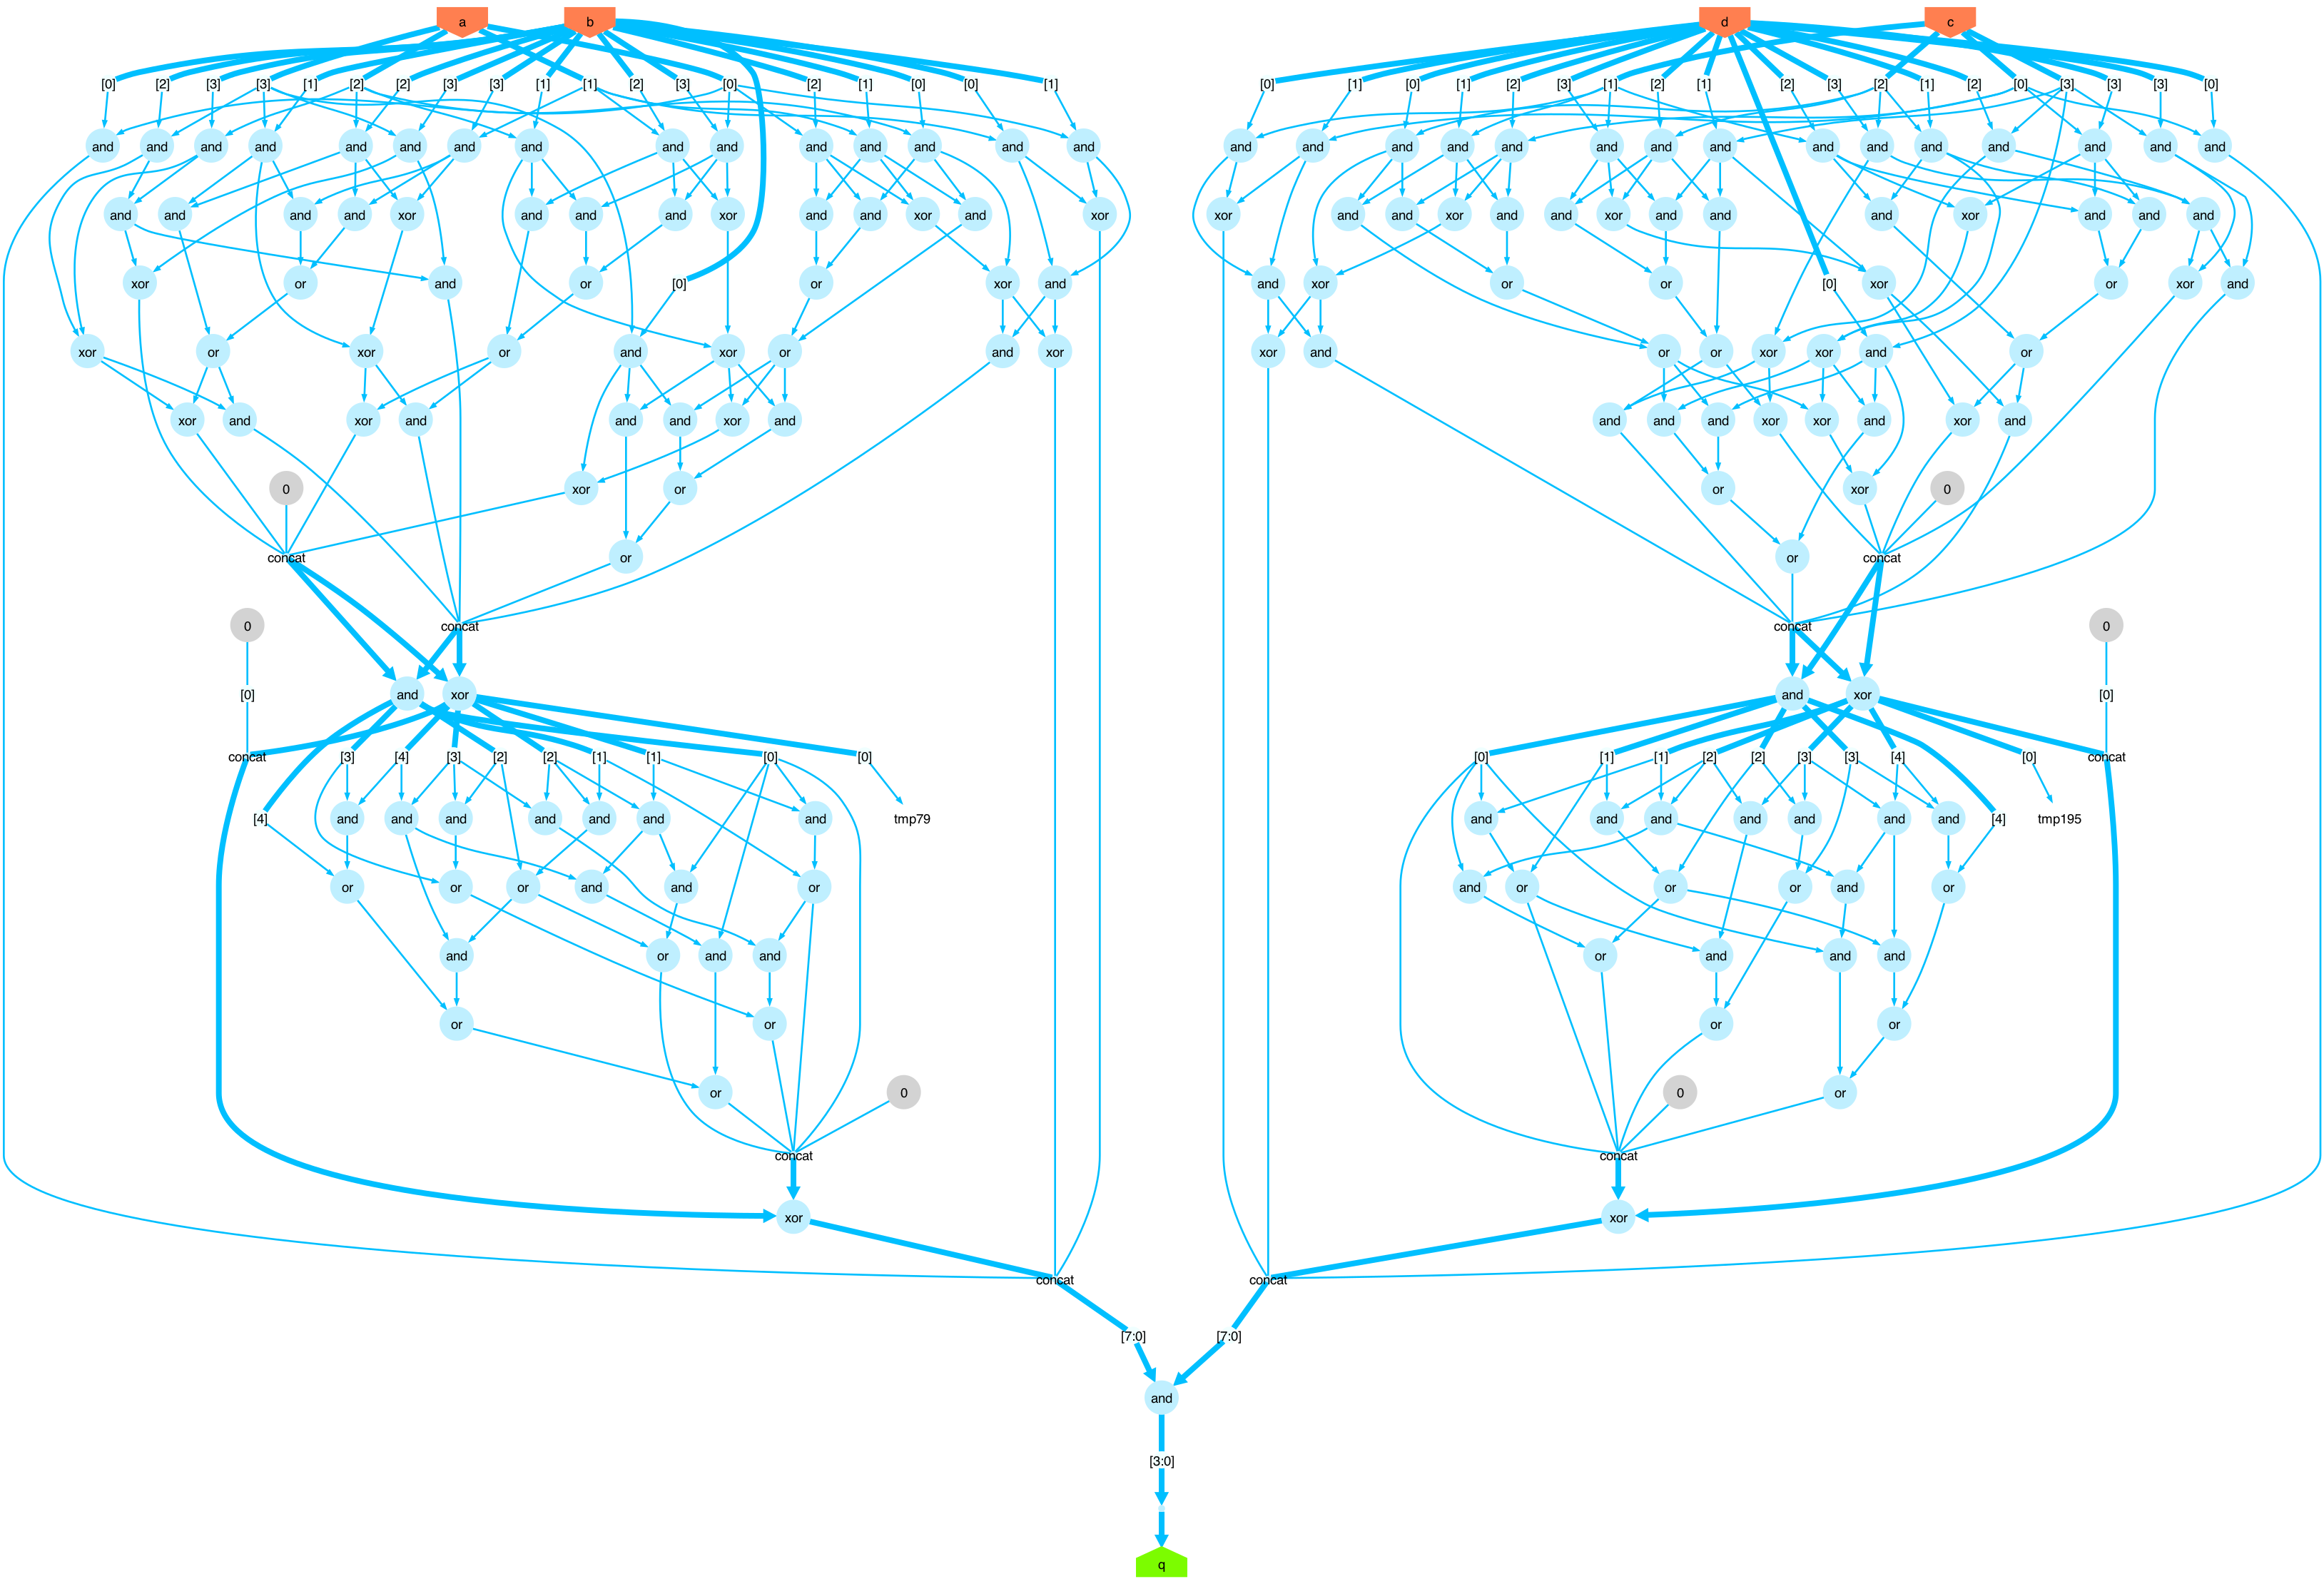 a b d c
[0] [2] [3] [3] [1] [2] [2] [3] [3] [1] [1] [2] [3] [0] [2] [1] [0] [0] [1] [0] [1] [0] [1] [2] [3] [1] [2] [1] [2] [3] [2] [1] [2] [0] [3] [3] [3] [0]
and and and and and and and and and and and and and and and and and and and and and and and and and and and and and and and
and and and and xor and and and xor and and xor and xor xor and and xor and and xor and and and xor and and and
xor or and or [0] or xor and and xor or or [0] xor or xor and
xor or xor or and xor or and xor xor and or or xor xor and or
xor and xor and and and xor and and and and xor xor and xor and
0 xor or or xor 0
concat or or concat
0 concat concat 0
[0] and xor and xor [0]
concat [3] [4] [3] [2] [2] [1] [1] [0] [0] [0] [1] [1] [2] [2] [3] [3] [4] [0] concat
[4] and and and and and and and tmp79 and and and and and and and [4] tmp195
or or or and and or and or or or and or
and or and and or and and and
or or or or
or 0 0 or
concat concat
xor xor
concat concat
[7:0] [7:0]
and
[3:0]
q